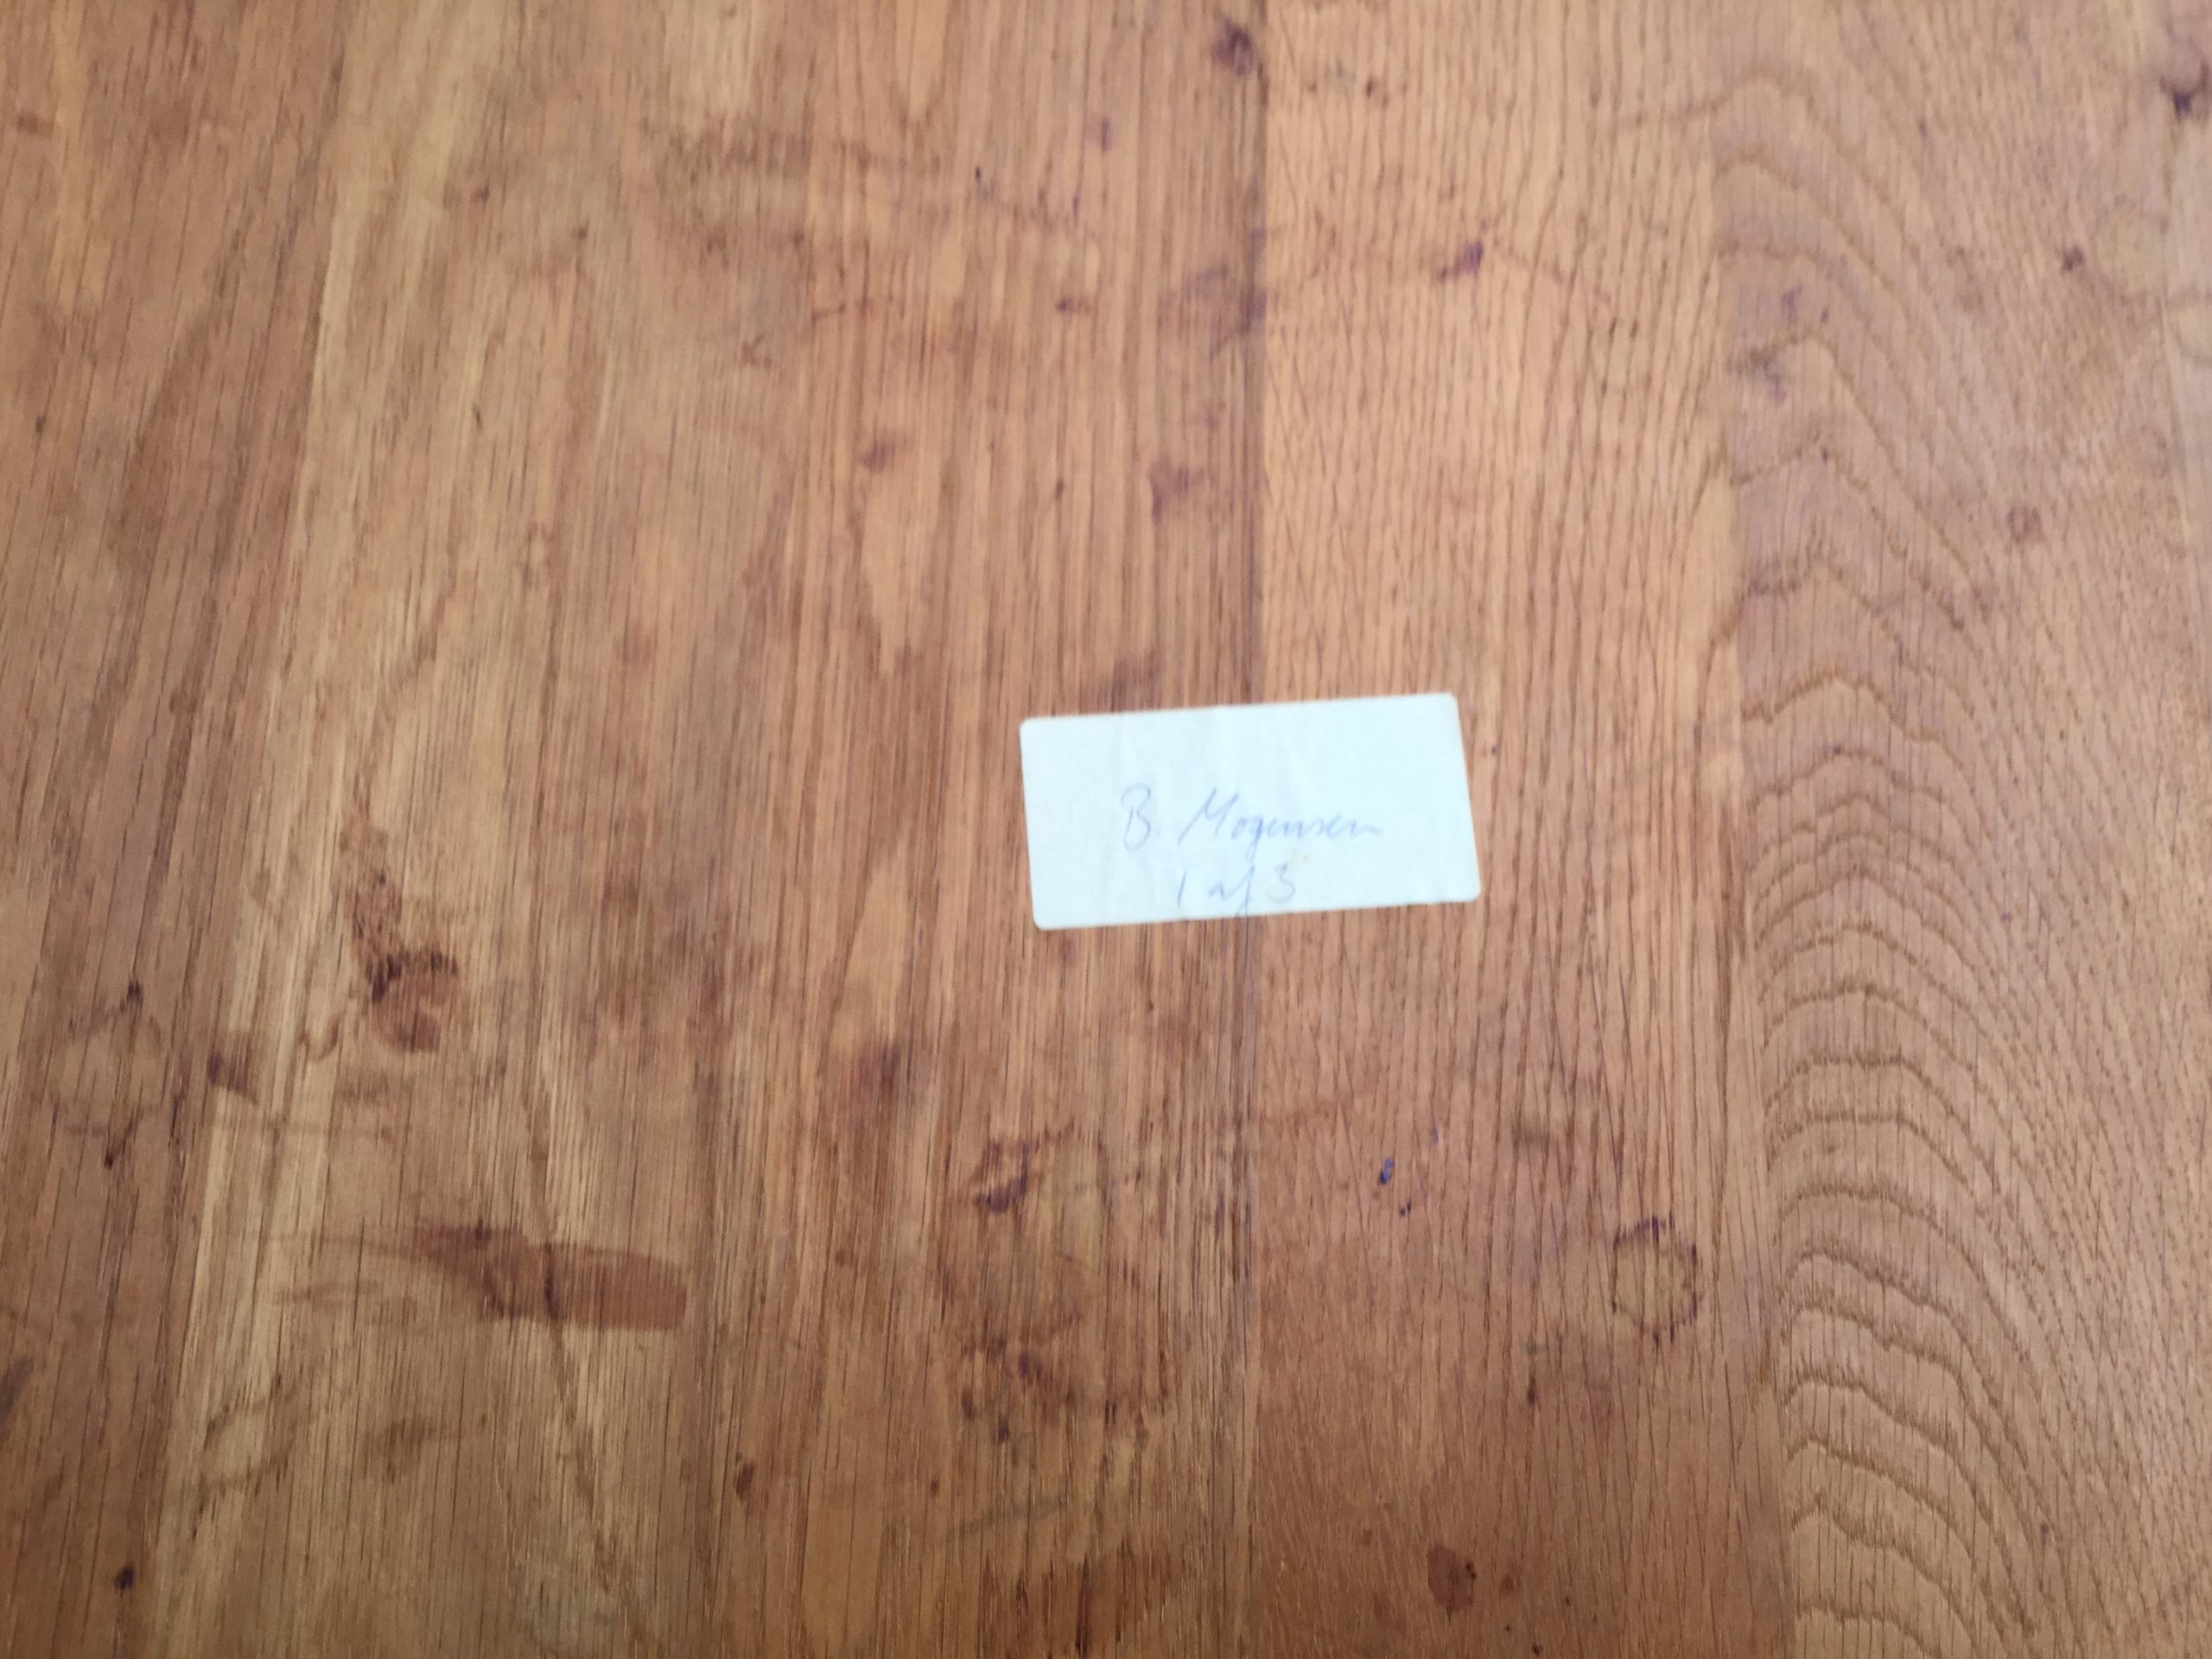 B. Mogensen
1 af 3